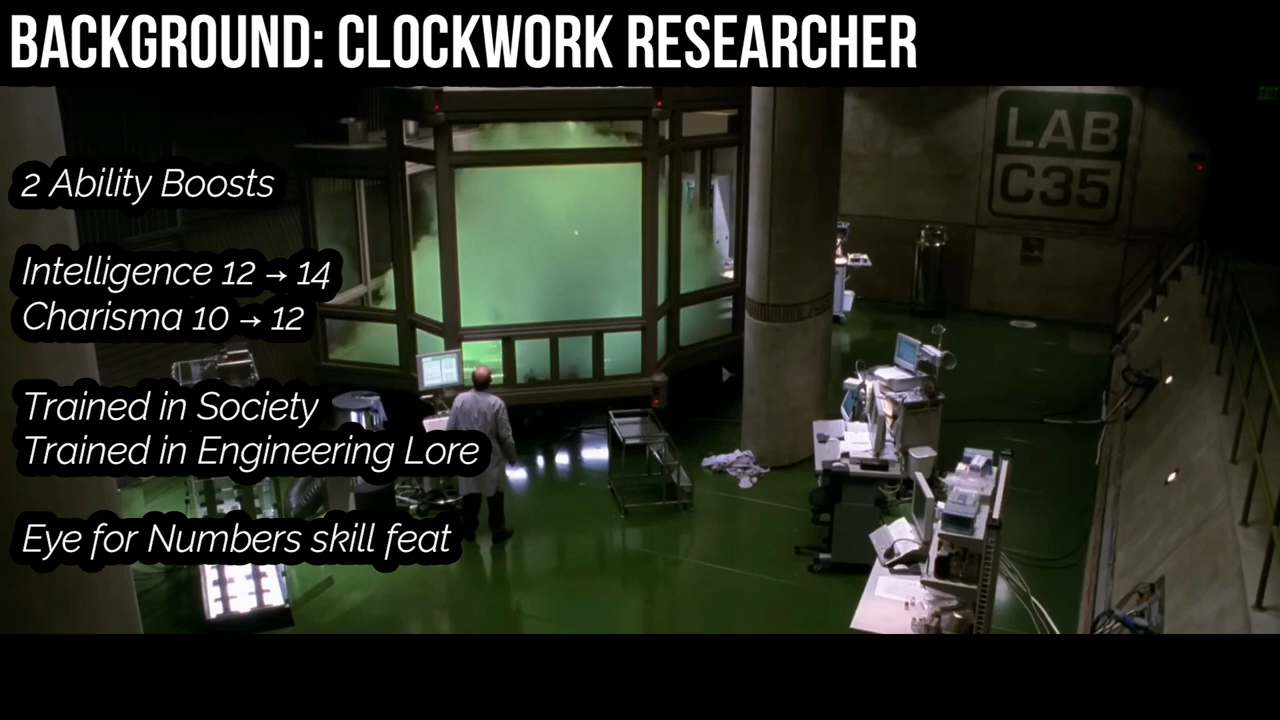 BACKGROUND: CLOCKWORK RESEARCHER
LAB
C35
2 Ability Boosts
Intelligence 12 → 14
Charisma 10 → 12
Trained in Society
Trained in Engineering Lore
Eye for Numbers skill feat